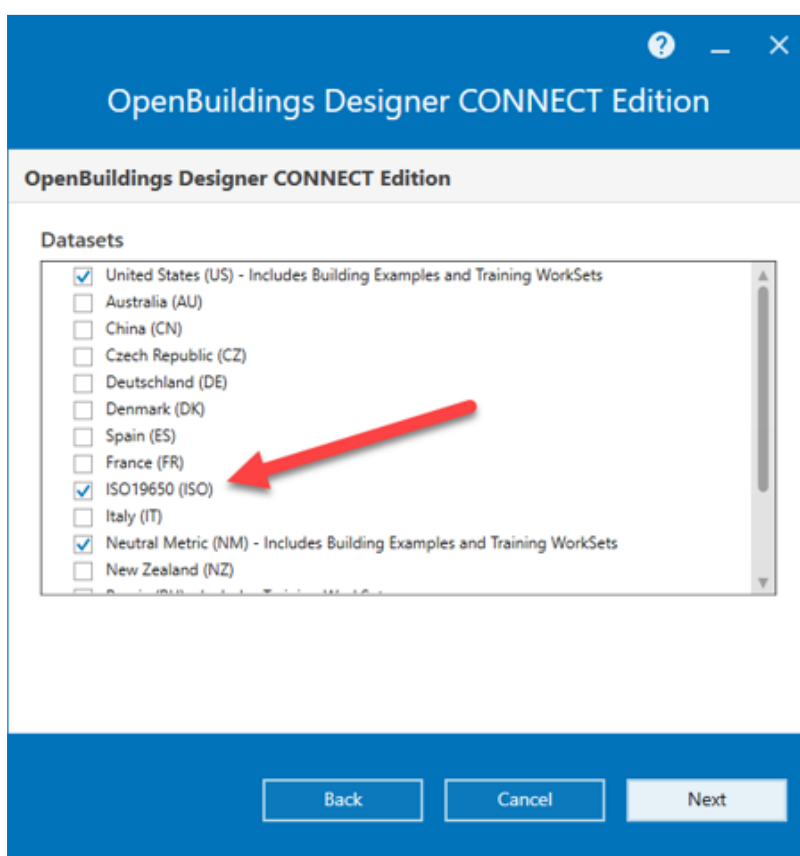 OpenBuildings Designer CONNECT Edition
OpenBuildings Designer CONNECT Edition
Datasets
United States (US) - Includes Building Examples and Training WorkSets
Australia (AU)
China (CN)
Czech Republic (CZ)
Deutschland (DE)
Denmark (DK)
Spain (ES)
France (FR)
ISO19650 (ISO)
Italy (IT)
Neutral Metric (NM) - Includes Building Examples and Training WorkSets
New Zealand (NZ)
Back Cancel Next